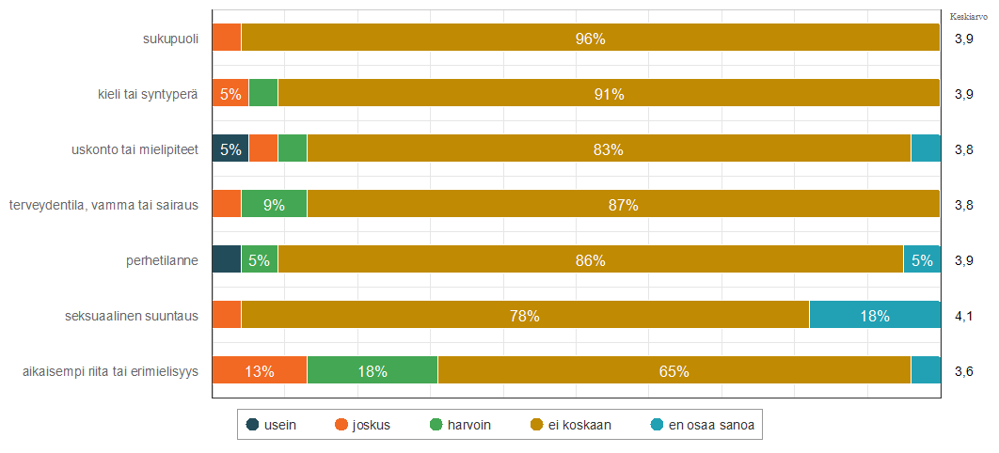 Keskiarvo
sukupuoli 96% 3,9
kieli tai syntyperä 5% 91% 3,9
uskonto tai mielipiteet 5% 83% 3,8
terveydentila, vamma tai sairaus 9% 87% 3,8
perhetilanne 5% 86% 5% 3,9
seksuaalinen suuntaus 78% 18% 4,1
aikaisempi riita tai erimielisyys 13% 18% 65% 3,6
usein joskus harvoin ei koskaan en osaa sanoa